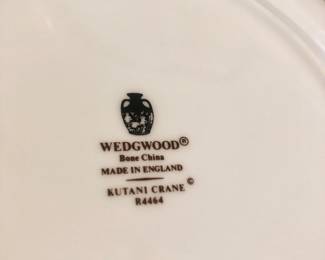 WEDGWOOD®
Bone China
MADE IN ENGLAND
KUTANI CRANE ©
R4464